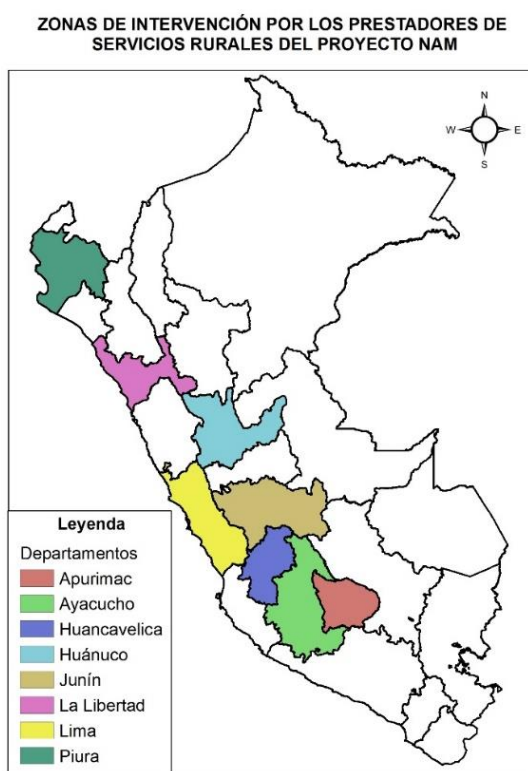 ZONAS DE INTERVENCIÓN POR LOS PRESTADORES DE
SERVICIOS RURALES DEL PROYECTO NAM
N
W
E
S
Leyenda
Departamentos
Apurimac
Ayacucho
Huancavelica
Huánuco
Junín
La Libertad
Lima
Piura